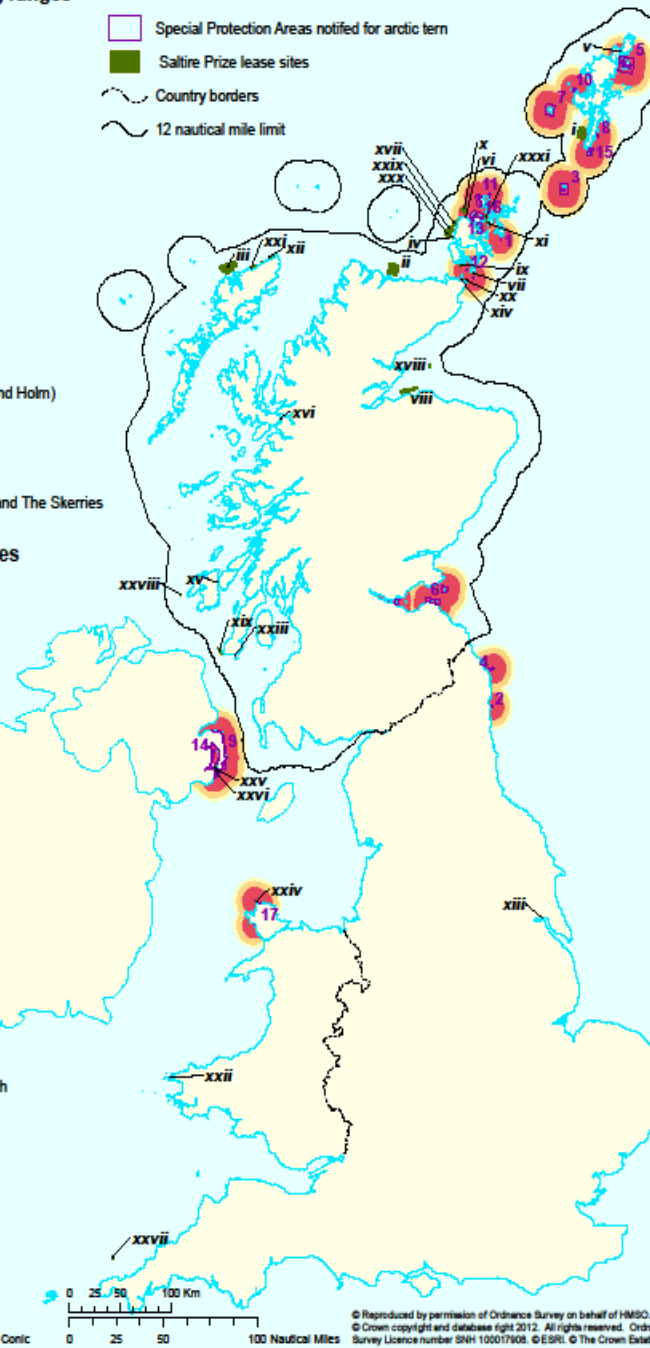 ranges
Special Protection Areas notifed for arctic tern
Saltire Prize lease sites
Country borders
12 nautical mile limit
v
5
10
7
i
8
15
3
xvii
xxix
xxx
x
vi
xxxi
11
16
13
iv
1
xi
12
ix
vii
xx
xiv
iii
xxi
xii
ii
xviii
viii
nd Holm)
xvi
and The Skerries
es
xxviii
xv
6
xix
xxiii
4
2
14
9
xxv
xxvi
xxiv
17
xiii
h
xxii
xxvii
0 25 50 100 Km
0 25 50 100 Nautical Miles
Conic
© Reproduced by permission of Ordnance Survey on behalf of HMSO.
© Crown copyright and database right 2012. All rights reserved. Ordn
Survey Licence number SNH 100017908. © ESRI. © The Crown Estat